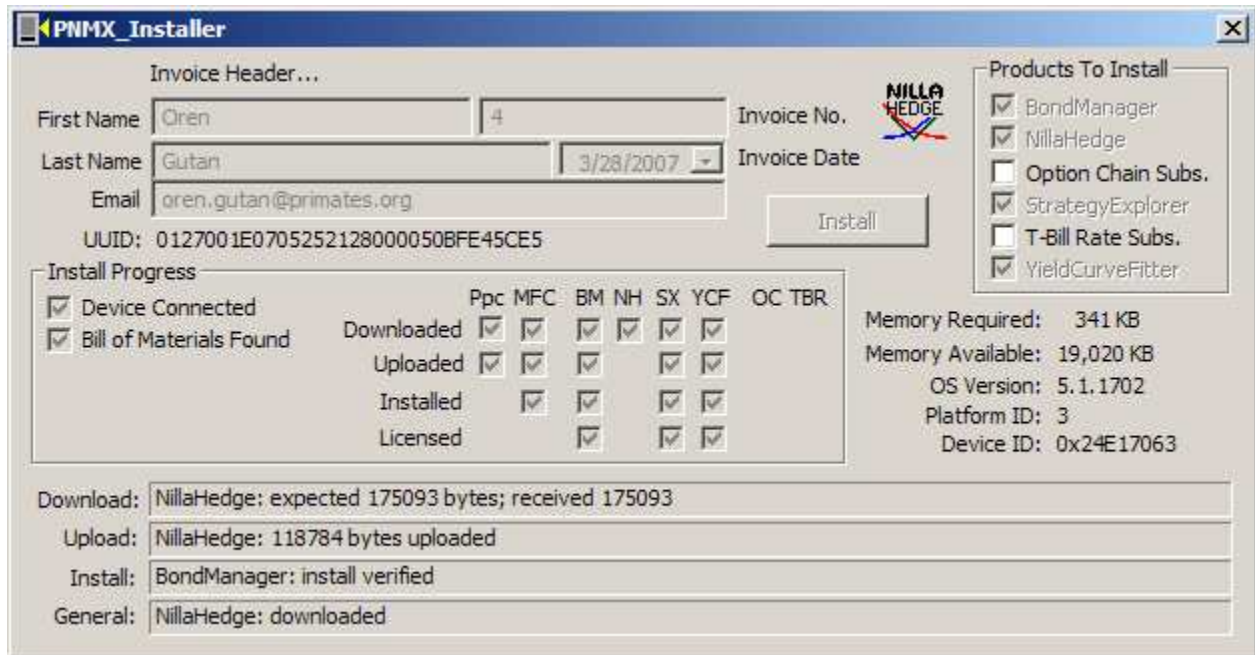 PNMX_Installer
Invoice Header...
First Name Oren 4 Invoice No.
NILLA
HEDGE
Last Name Gutan 3/28/2007 Invoice Date
Email oren.gutan@primates.org
Install
UUID: 0127001E0705252128000050BFE45CE5
Products To Install
BondManager
NillaHedge
Option Chain Subs.
StrategyExplorer
T-Bill Rate Subs.
YieldCurveFitter
Install Progress
Device Connected
Bill of Materials Found
Ppc MFC BM NH SX YCF OC TBR
Downloaded
Uploaded
Installed
Licensed
Memory Required: 341 KB
Memory Available: 19,020 KB
OS Version: 5.1.1702
Platform ID: 3
Device ID: 0x24E17063
Download: NillaHedge: expected 175093 bytes; received 175093
Upload: NillaHedge: 118784 bytes uploaded
Install: BondManager: install verified
General: NillaHedge: downloaded